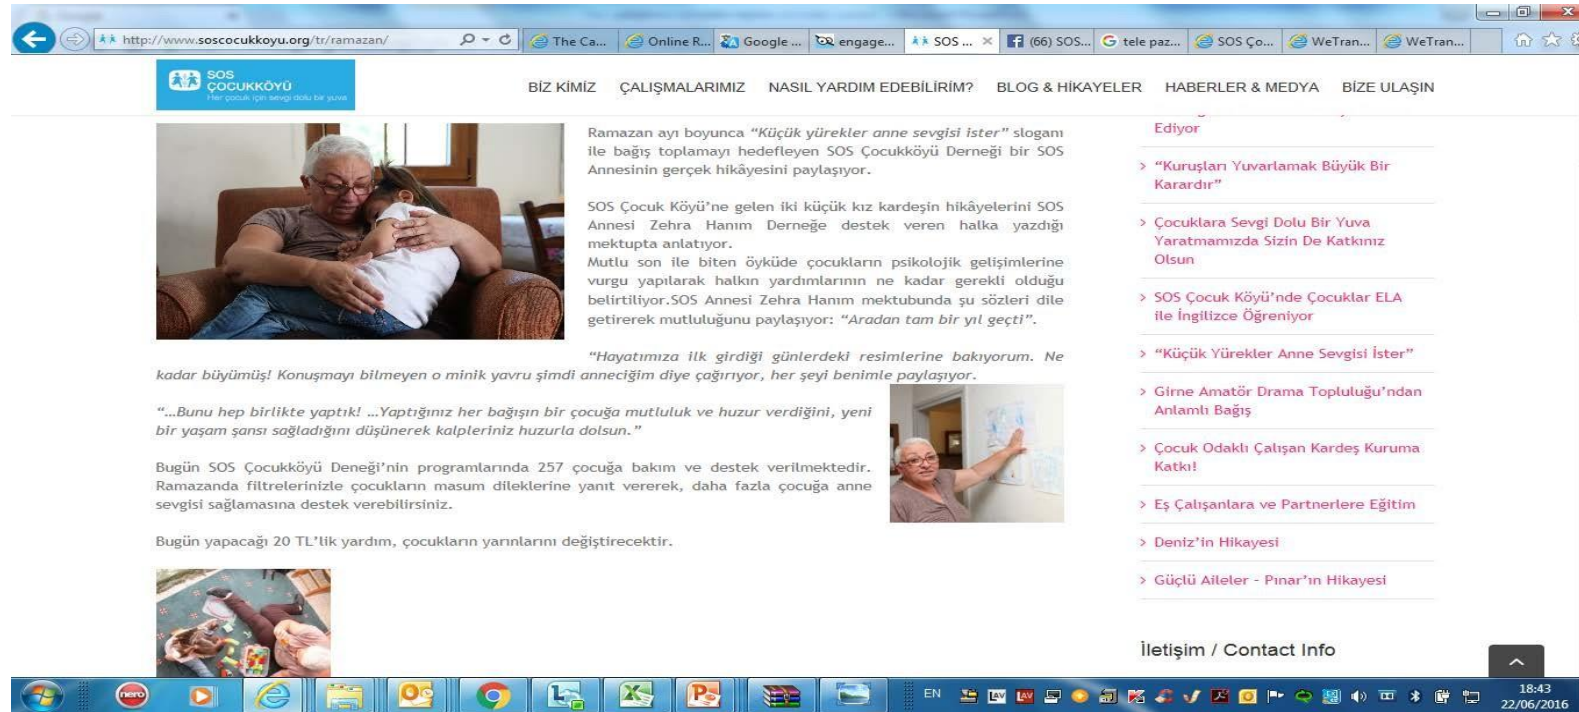 http://www.soscocukkoyu.org/tr/ramazan/
The Ca...
Online R...
Google ...
engage...
SOS ...
(66) SOS...
tele paz...
SOS Ço...
WeTran...
WeTran...
SOS
ÇOCUKKÖYÜ
Her çocuk için sevgi dolu bir yuva
BİZ KİMİZ ÇALIŞMALARIMIZ NASIL YARDIM EDEBİLİRİM? BLOG & HİKAYELER HABERLER & MEDYA BİZE ULAŞIN
Ramazan ayı boyunca “Küçük yürekler anne sevgisi ister” sloganı
ile bağış toplamayı hedefleyen SOS Çocukköyü Derneği bir SOS
Annesinin gerçek hikâyesini paylaşıyor.
SOS Çocuk Köyü’ne gelen iki küçük kız kardeşin hikâyelerini SOS
Annesi Zehra Hanım Derneğe destek veren halka yazdığı
mektupta anlatıyor.
Mutlu son ile biten öyküde çocukların psikolojik gelişimlerine
vurgu yapılarak halkın yardımlarının ne kadar gerekli olduğu
belirtiliyor.SOS Annesi Zehra Hanım mektubunda şu sözleri dile
getirerek mutluluğunu paylaşıyor: “Aradan tam bir yıl geçti”.
“Hayatımıza ilk girdiği günlerdeki resimlerine bakıyorum. Ne
kadar büyümüş! Konuşmayı bilmeyen o minik yavru şimdi anneciğim diye çağırıyor, her şeyi benimle paylaşıyor.
“…Bunu hep birlikte yaptık! …Yaptığınız her bağışın bir çocuğa mutluluk ve huzur verdiğini, yeni
bir yaşam şansı sağladığını düşünerek kalpleriniz huzurla dolsun.”
Bugün SOS Çocukköyü Deneği’nin programlarında 257 çocuğa bakım ve destek verilmektedir.
Ramazanda filtrelerinizle çocukların masum dileklerine yanıt vererek, daha fazla çocuğa anne
sevgisi sağlamasına destek verebilirsiniz.
Bugün yapacağı 20 TL’lik yardım, çocukların yarınlarını değiştirecektir.
Ediyor
> “Kuruşları Yuvarlamak Büyük Bir
Karardır”
> Çocuklara Sevgi Dolu Bir Yuva
Yaratmamızda Sizin De Katkınız
Olsun
> SOS Çocuk Köyü’nde Çocuklar ELA
ile İngilizce Öğreniyor
> “Küçük Yürekler Anne Sevgisi İster”
> Girne Amatör Drama Topluluğu’ndan
Anlamlı Bağış
> Çocuk Odaklı Çalışan Kardeş Kuruma
Katkı!
> Eş Çalışanlara ve Partnerlere Eğitim
> Deniz’in Hikayesi
> Güçlü Aileler - Pınar’ın Hikayesi
İletişim / Contact Info
nero
EN
18:43
22/06/2016